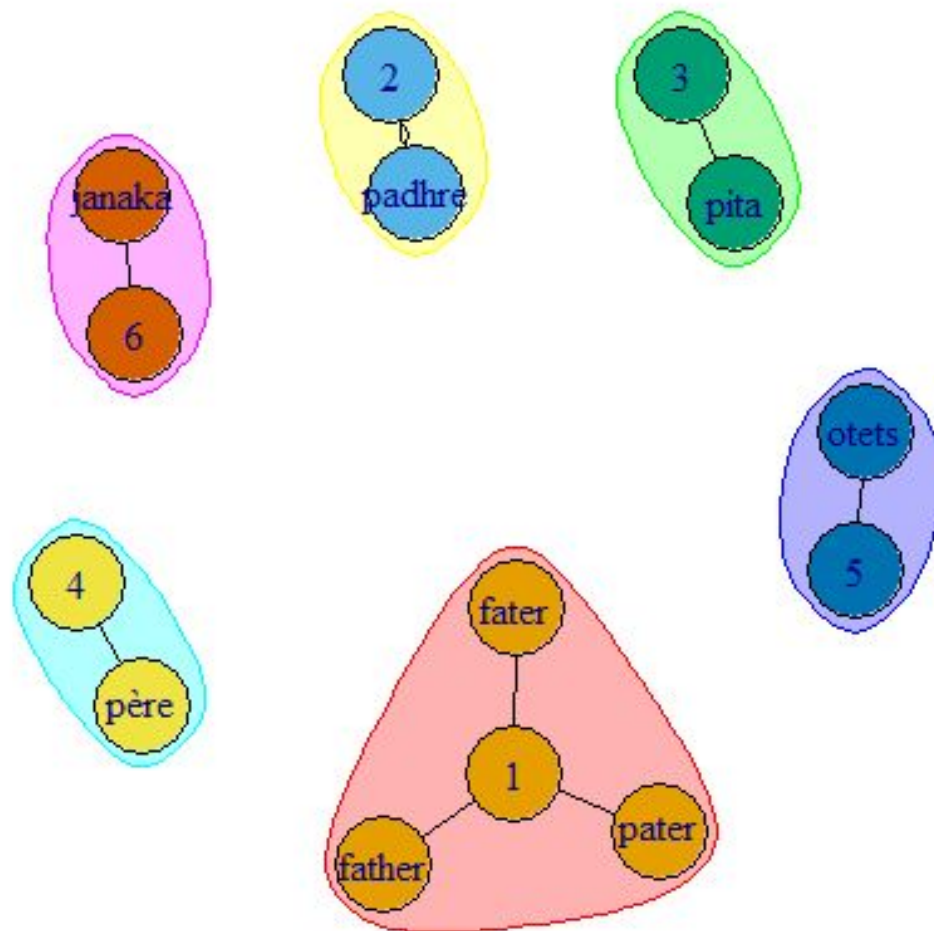 2
3
padhre
pita
janaka
6
otets
5
4
père
fater
1
father
pater